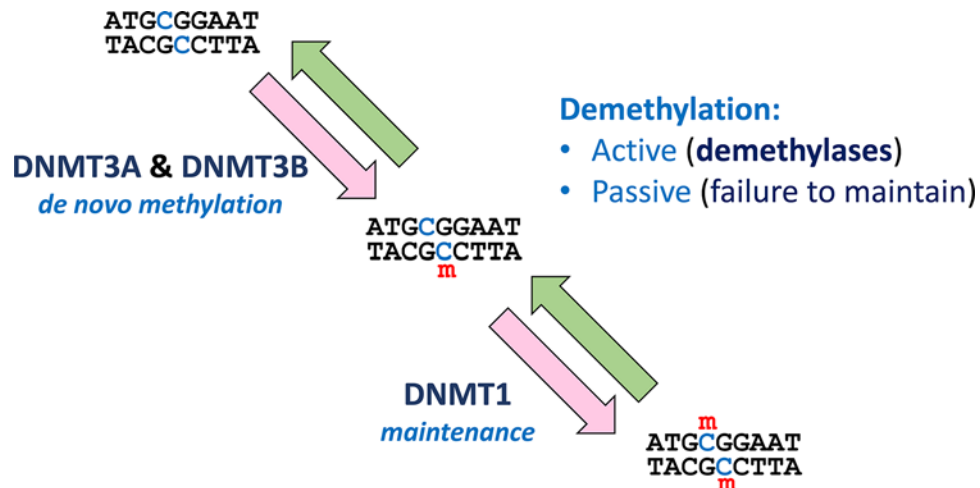 ATGCGGAAT
TACGCCTTA
Demethylation:
• Active (demethylases)
• Passive (failure to maintain)
DNMT3A & DNMT3B
de novo methylation
ATGCGGAAT
TACGCCTTA
m
DNMT1
maintenance
m
ATGCGGAAT
TACGCCTTA
m